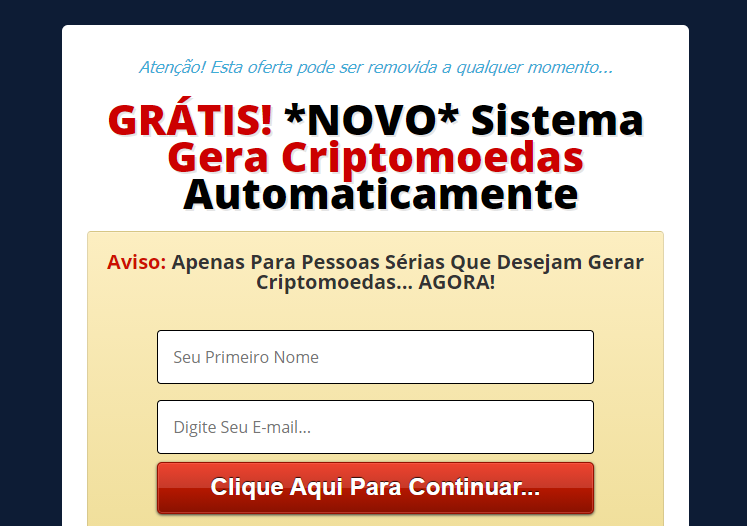 Atenção! Esta oferta pode ser removida a qualquer momento...
GRÁTIS! *NOVO* Sistema
Gera Criptomoedas
Automaticamente
Aviso: Apenas Para Pessoas Sérias Que Desejam Gerar
Criptomoedas... AGORA!
Seu Primeiro Nome
Digite Seu E-mail...
Clique Aqui Para Continuar...